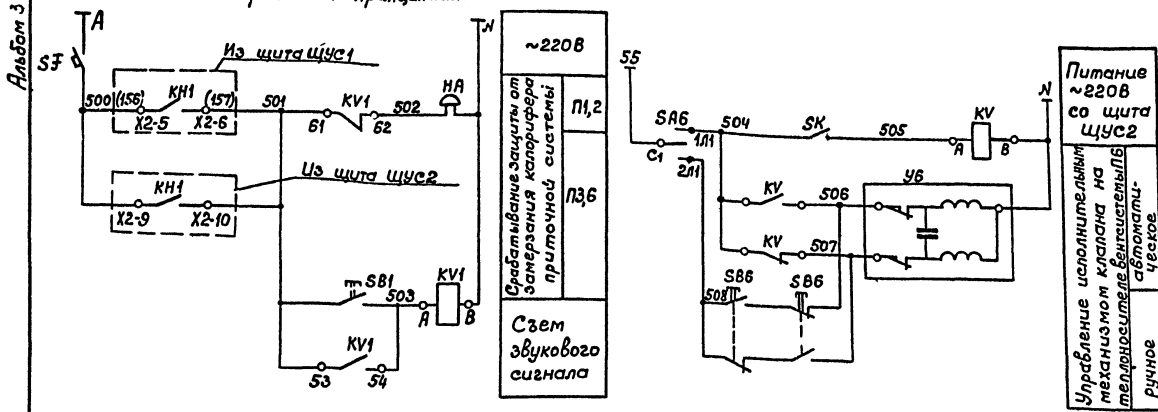 Альбом 3
A
SF
Из щита ЩУС1
N
500
(156)
KH1
(157)
X2-5
X2-6
501
61
KV1
62
502
HA
Из щита ЩУС2
KH1
X2-9
X2-10
SB1
503
A
KV1
B
KV1
53
54
~220В
Срабатывание защиты от
замерзания калорифера
приточной системы
П1,2
П3,6
Съем
звукового
сигнала
55
SA6
1Л1
C1
2Л1
504
SK
505
A
KV
B
N
KV
506
У6
KV
507
508
SB6
SB6
Питание
~220В
со щита
ЩУС2
Управление исполнительным
механизмом клапана на
теплоносителе вентсистемы П6
автомати-
ческое
ручное